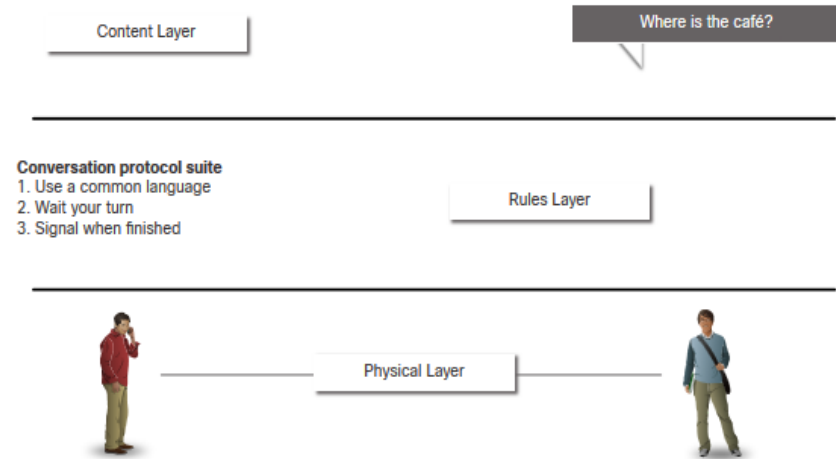 Content Layer
Where is the café?
Conversation protocol suite
1. Use a common language
2. Wait your turn
3. Signal when finished
Rules Layer
Physical Layer